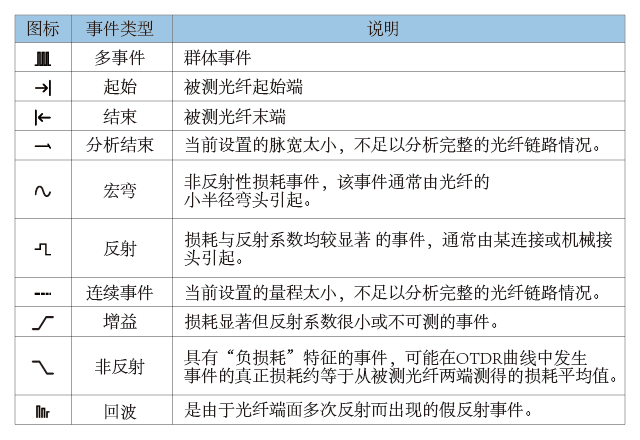 图标 事件类型 说明
多事件 群体事件
起始 被测光纤起始端
结束 被测光纤末端
分析结束 当前设置的脉宽太小，不足以分析完整的光纤链路情况。
宏弯 非反射性损耗事件，该事件通常由光纤的
小半径弯头引起。
反射 损耗与反射系数均较显著 的事件，通常由某连接或机械接
头引起。
连续事件 当前设置的量程太小，不足以分析完整的光纤链路情况。
增益 损耗显著但反射系数很小或不可测的事件。
非反射 具有“负损耗”特征的事件，可能在OTDR曲线中发生
事件的真正损耗约等于从被测光纤两端测得的损耗平均值。
回波 是由于光纤端面多次反射而出现的假反射事件。